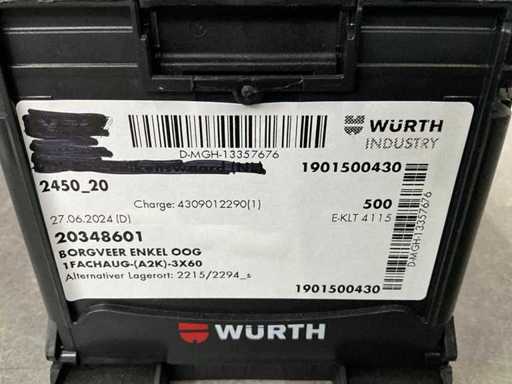 WÜRTH
INDUSTRY
D-MGH-13357676
1901500430
2450_20
Charge: 4309012290(1)
500
27.06.2024 (D)
E-KLT 4115
20348601
BORGVEER ENKEL OOG
1FACHAUG-(A2K)-3X60
Alternativer Lagerort: 2215/2294_s
1901500430
D-MGH-13357676
WÜRTH